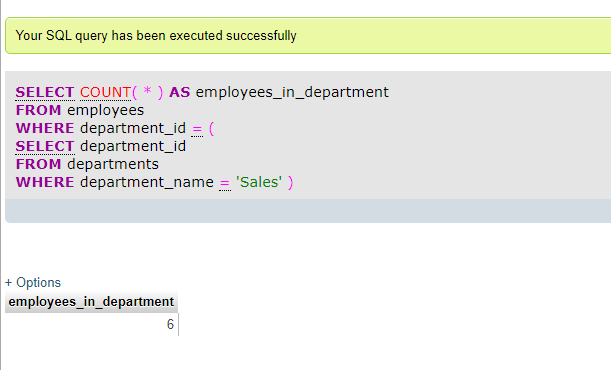 Your SQL query has been executed successfully
SELECT COUNT( * ) AS employees_in_department
FROM employees
WHERE department_id = (
SELECT department_id
FROM departments
WHERE department_name = 'Sales' )
+ Options
employees_in_department
6